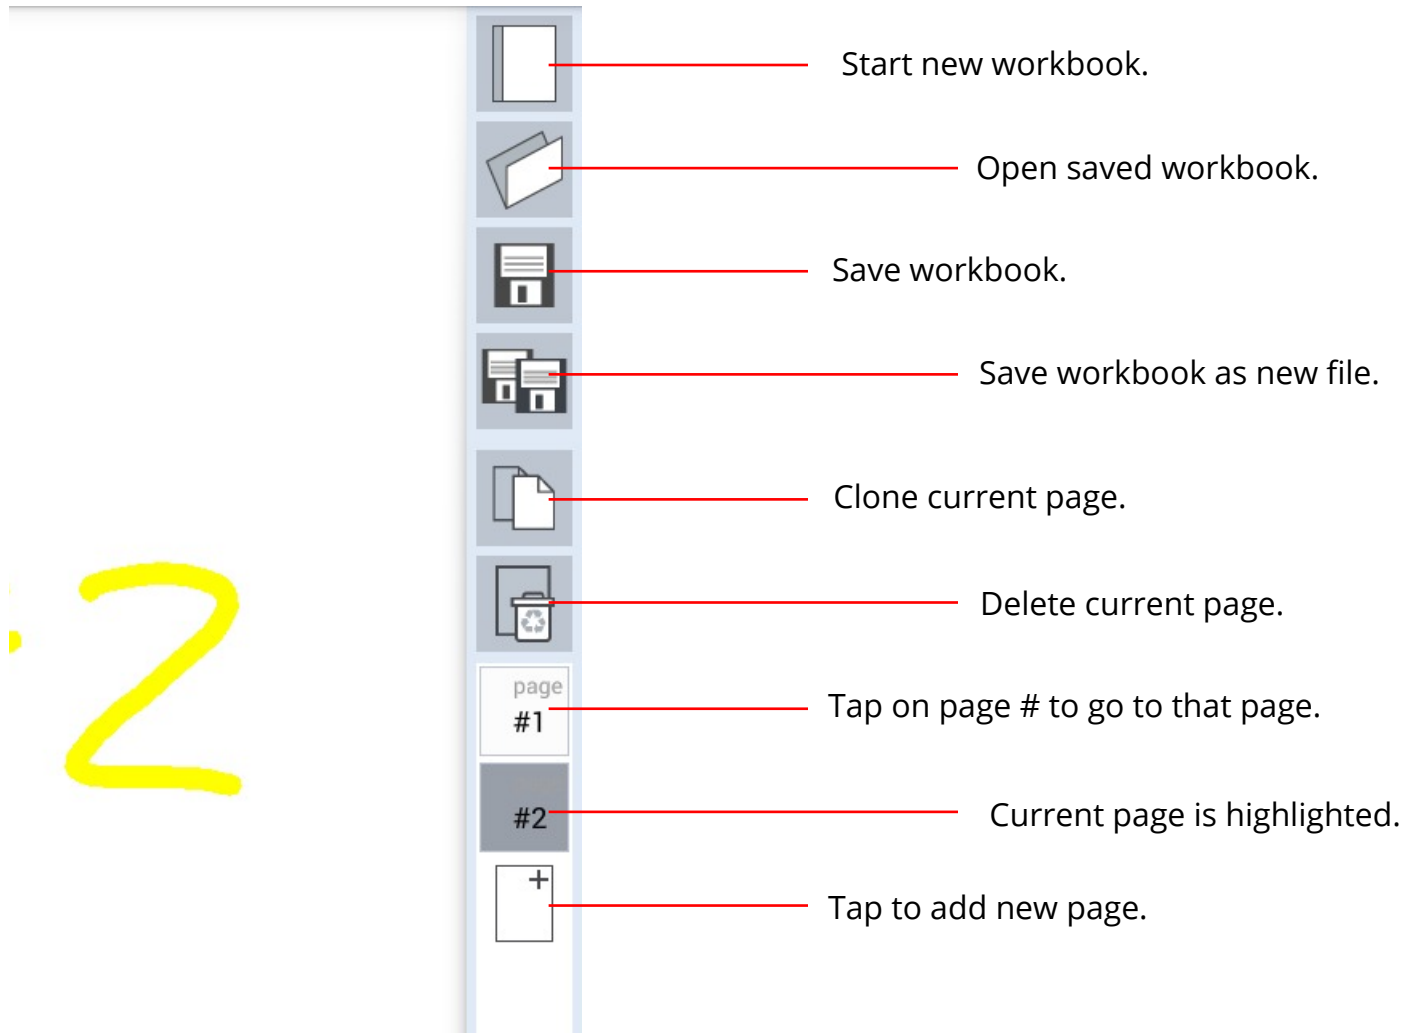 Start new workbook.
Open saved workbook.
Save workbook.
Save workbook as new file.
Clone current page.
Delete current page.
page
#1
Tap on page # to go to that page.
#2
Current page is highlighted.
Tap to add new page.
2